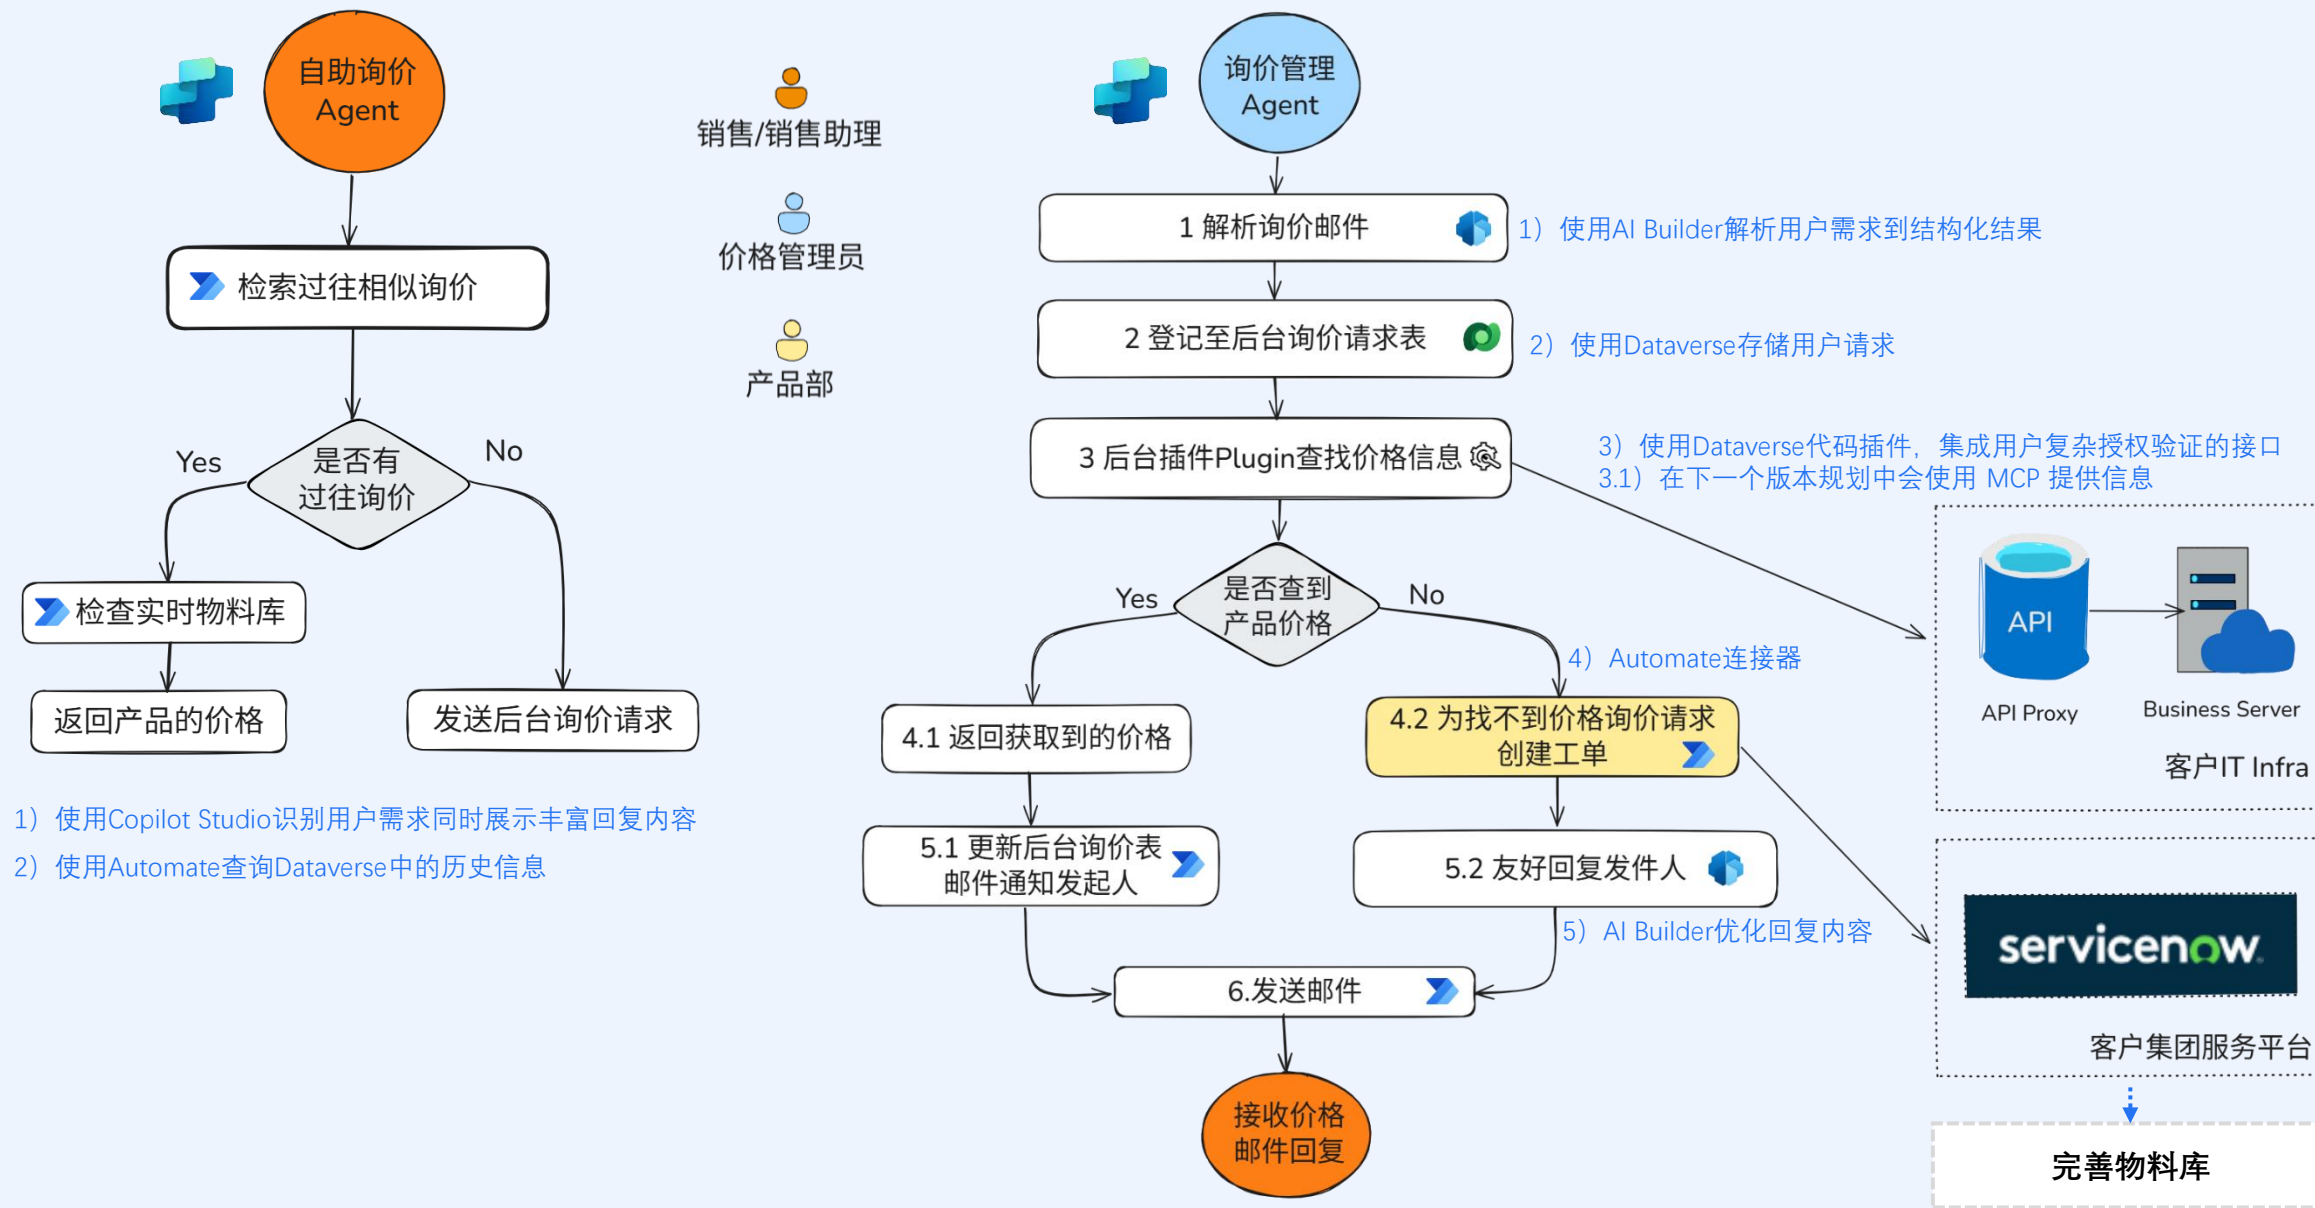 自助询价
Agent
检索过往相似询价
是否有
过往询价
Yes
No
检查实时物料库
返回产品的价格
发送后台询价请求
1）使用Copilot Studio识别用户需求同时展示丰富回复内容
2）使用Automate查询Dataverse中的历史信息
销售/销售助理
价格管理员
产品部
询价管理
Agent
1 解析询价邮件
1）使用AI Builder解析用户需求到结构化结果
2 登记至后台询价请求表
2）使用Dataverse存储用户请求
3 后台插件Plugin查找价格信息
3）使用Dataverse代码插件，集成用户复杂授权验证的接口
3.1）在下一个版本规划中会使用 MCP 提供信息
是否查到
产品价格
Yes
No
4）Automate连接器
4.1 返回获取到的价格
4.2 为找不到价格询价请求
创建工单
5.1 更新后台询价表
邮件通知发起人
5.2 友好回复发件人
5）AI Builder优化回复内容
6.发送邮件
接收价格
邮件回复
API
API Proxy
Business Server
客户IT Infra
servicenow
客户集团服务平台
完善物料库